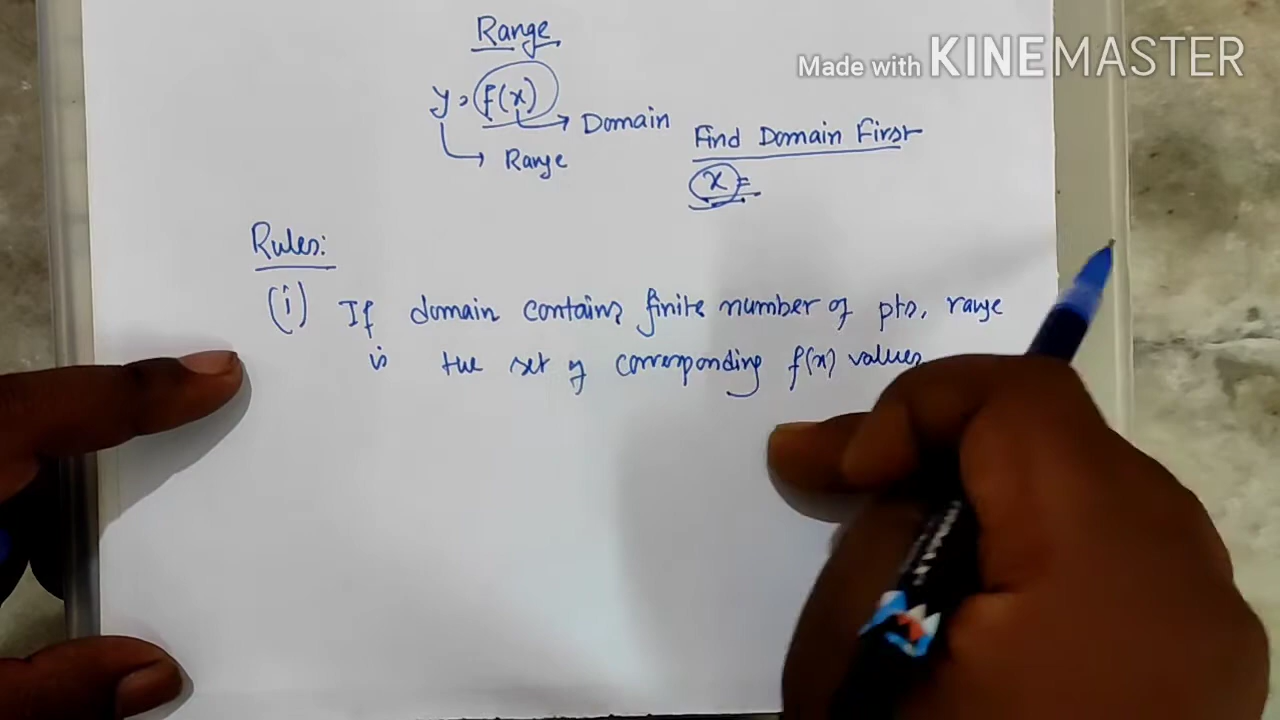 Range
Made with KINEMASTER
y = f(x)
Domain
Range
Find Domain First
x =
Rules:
(i) If domain contains finite number of pts, range
is the set of corresponding f(x) values